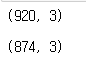 (920, 3)
(874, 3)